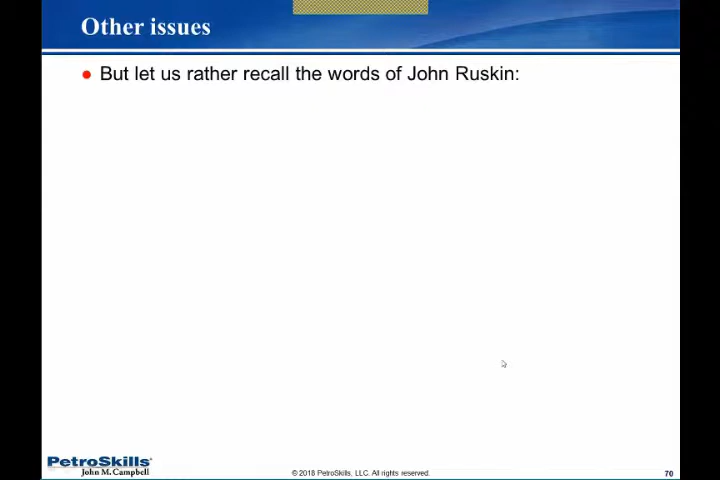 Other issues
But let us rather recall the words of John Ruskin:
PetroSkills
John M. Campbell
© 2018 PetroSkills, LLC. All rights reserved.
70